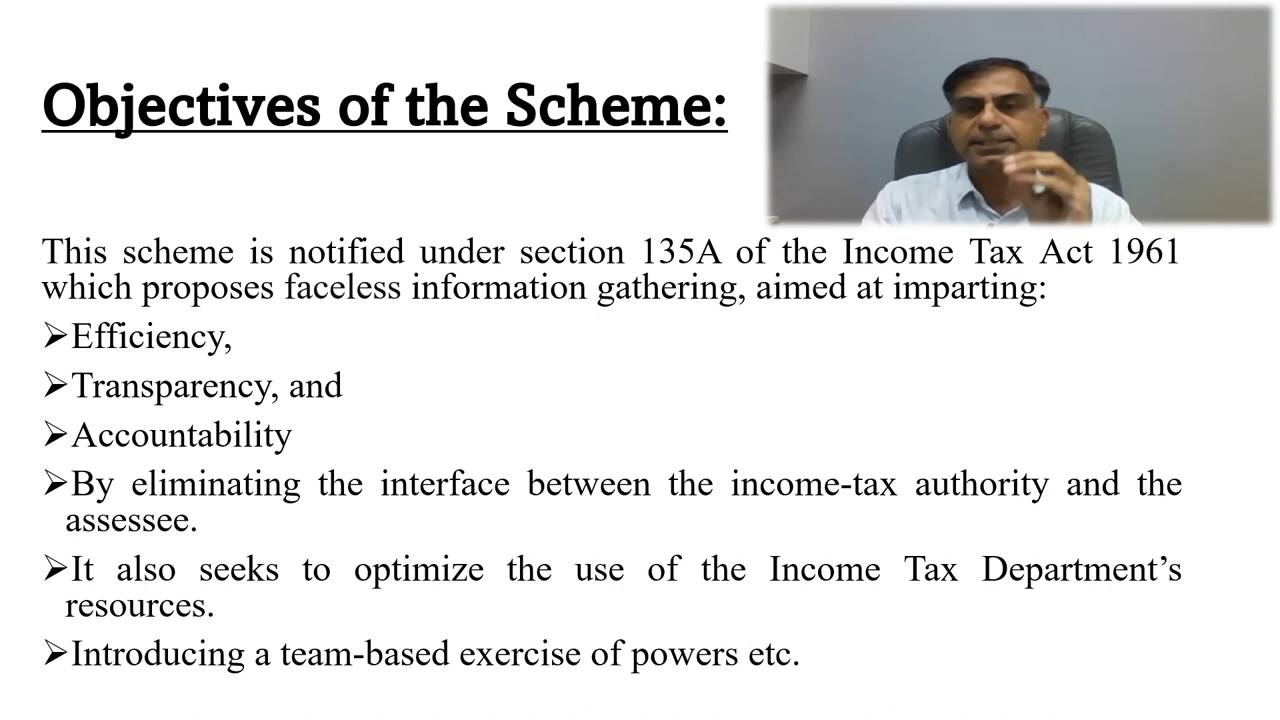 Objectives of the Scheme:
This scheme is notified under section 135A of the Income Tax Act 1961
which proposes faceless information gathering, aimed at imparting:
➢Efficiency,
➢Transparency, and
➢Accountability
➢By eliminating the interface between the income-tax authority and the
assessee.
➢It also seeks to optimize the use of the Income Tax Department’s
resources.
➢Introducing a team-based exercise of powers etc.